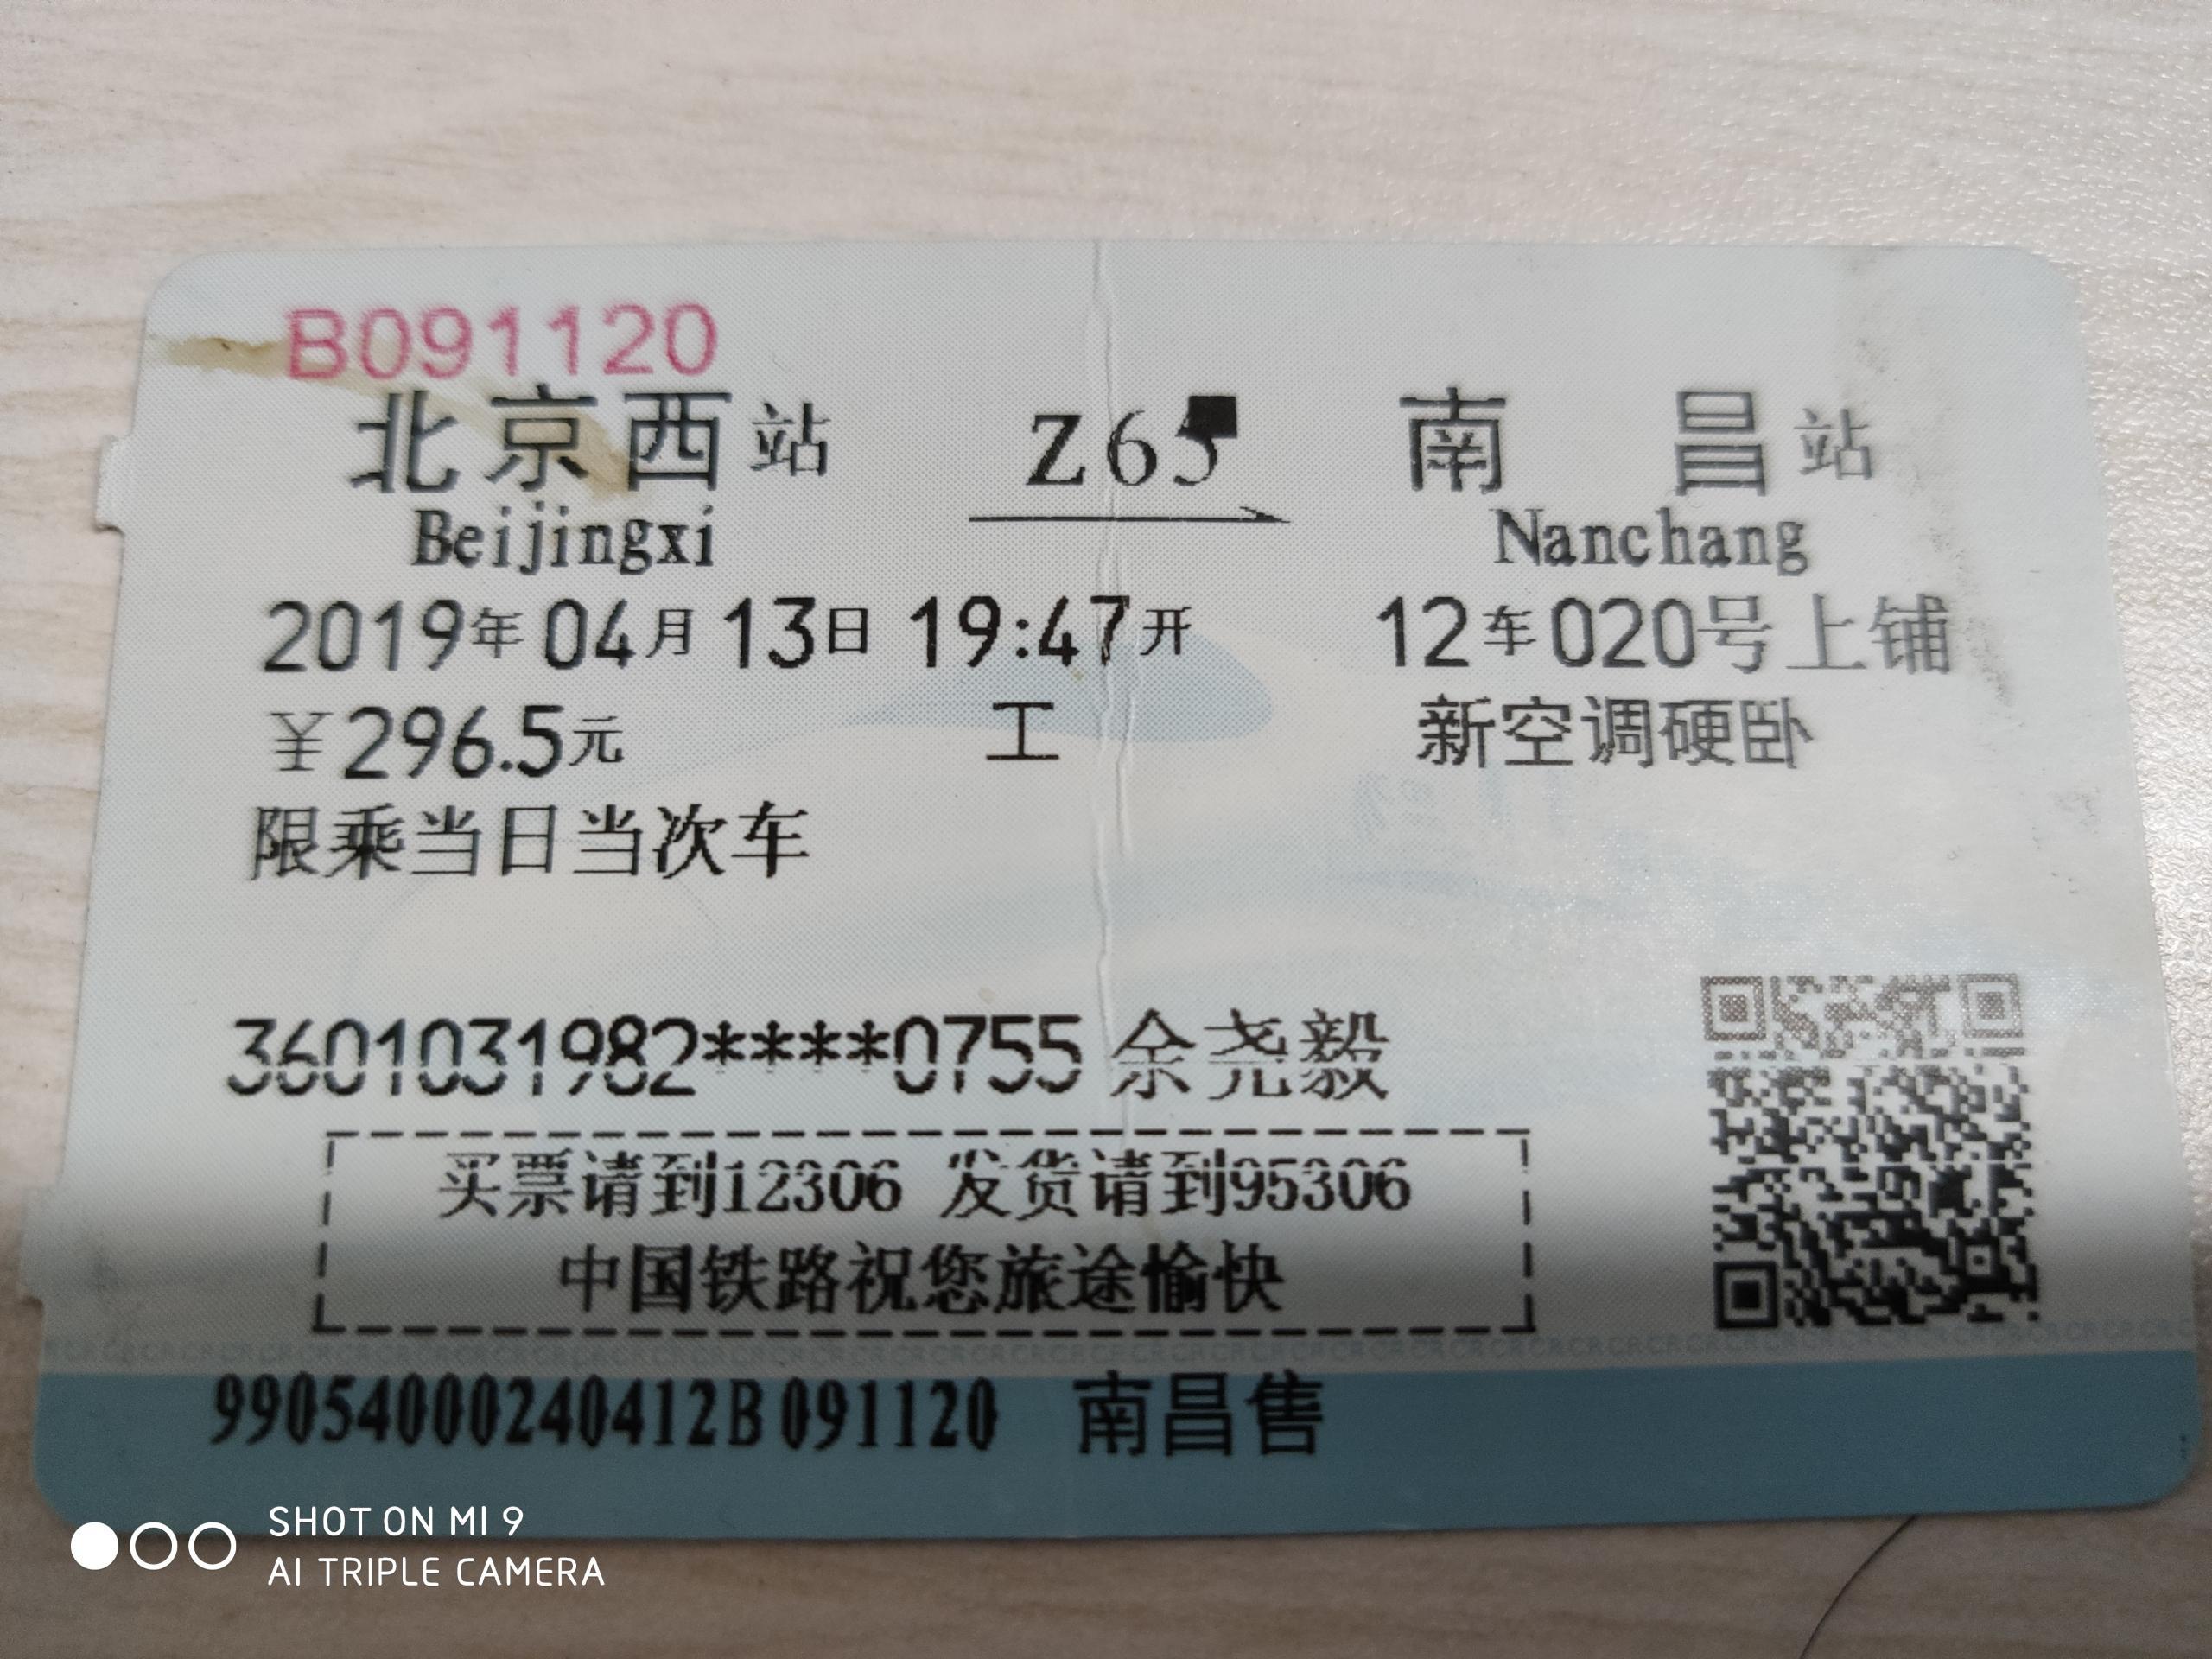 B091120
北京西站 Z65 南昌站
Beijingxi Nanchang
2019年04月13日 19:47开 12车020号上铺
￥296.5元 工 新空调硬卧
限乘当日当次车
3601031982****0755 余尧毅
买票请到12306 发货请到95306
中国铁路祝您旅途愉快
99054000240412B091120 南昌售
SHOT ON MI 9
AI TRIPLE CAMERA